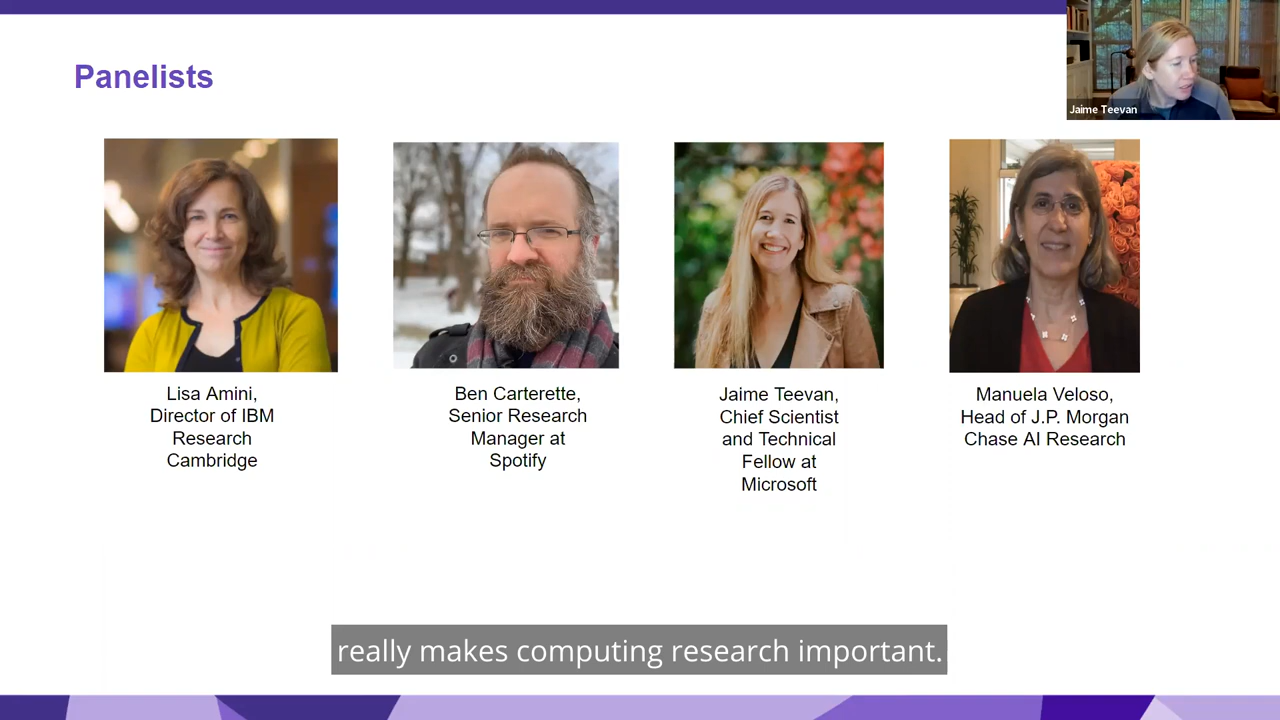 Panelists
Jaime Teevan
Lisa Amini,
Director of IBM
Research
Cambridge
Ben Carterette,
Senior Research
Manager at
Spotify
Jaime Teevan,
Chief Scientist
and Technical
Fellow at
Microsoft
Manuela Veloso,
Head of J.P. Morgan
Chase AI Research
really makes computing research important.